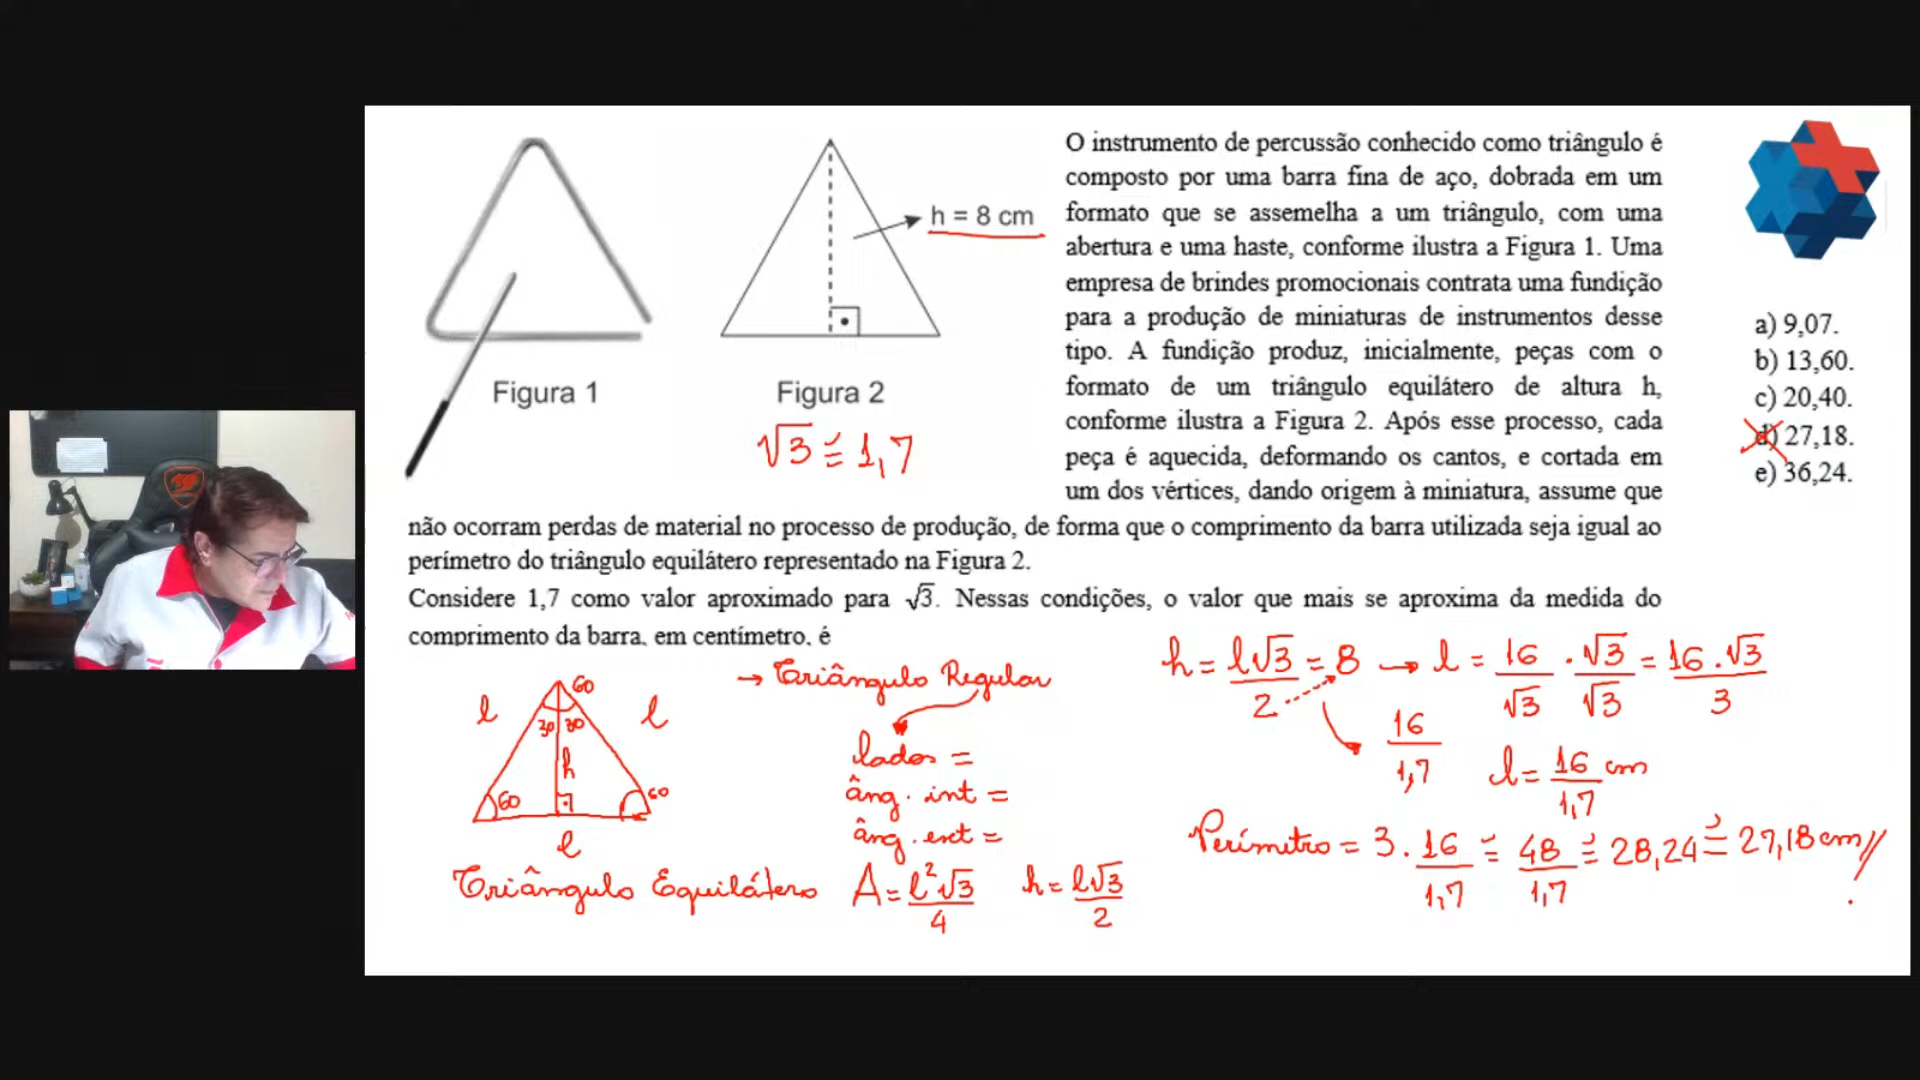 h = 8 cm
Figura 1
Figura 2
√3 ≅ 1,7
O instrumento de percussão conhecido como triângulo é
composto por uma barra fina de aço, dobrada em um
formato que se assemelha a um triângulo, com uma
abertura e uma haste, conforme ilustra a Figura 1. Uma
empresa de brindes promocionais contrata uma fundição
para a produção de miniaturas de instrumentos desse
tipo. A fundição produz, inicialmente, peças com o
formato de um triângulo equilátero de altura h,
conforme ilustra a Figura 2. Após esse processo, cada
peça é aquecida, deformando os cantos, e cortada em
um dos vértices, dando origem à miniatura, assume que
não ocorram perdas de material no processo de produção, de forma que o comprimento da barra utilizada seja igual ao
perímetro do triângulo equilátero representado na Figura 2.
Considere 1,7 como valor aproximado para √3. Nessas condições, o valor que mais se aproxima da medida do
comprimento da barra, em centímetro, é
a) 9,07.
b) 13,60.
c) 20,40.
d) 27,18.
e) 36,24.
60
l
l
30 30
h
60
60
l
Triângulo Equilátero
A = l²√3/4
h = l√3/2
→ Triângulo Regular
lados =
âng. int =
âng. ext =
h = l√3/2 = 8 → l = 16/√3 · √3/√3 = 16.√3/3
16/1,7
l = 16/1,7 cm
Perímetro = 3 . 16/1,7 ≅ 48/1,7 ≅ 28,24 ≅ 27,18 cm//